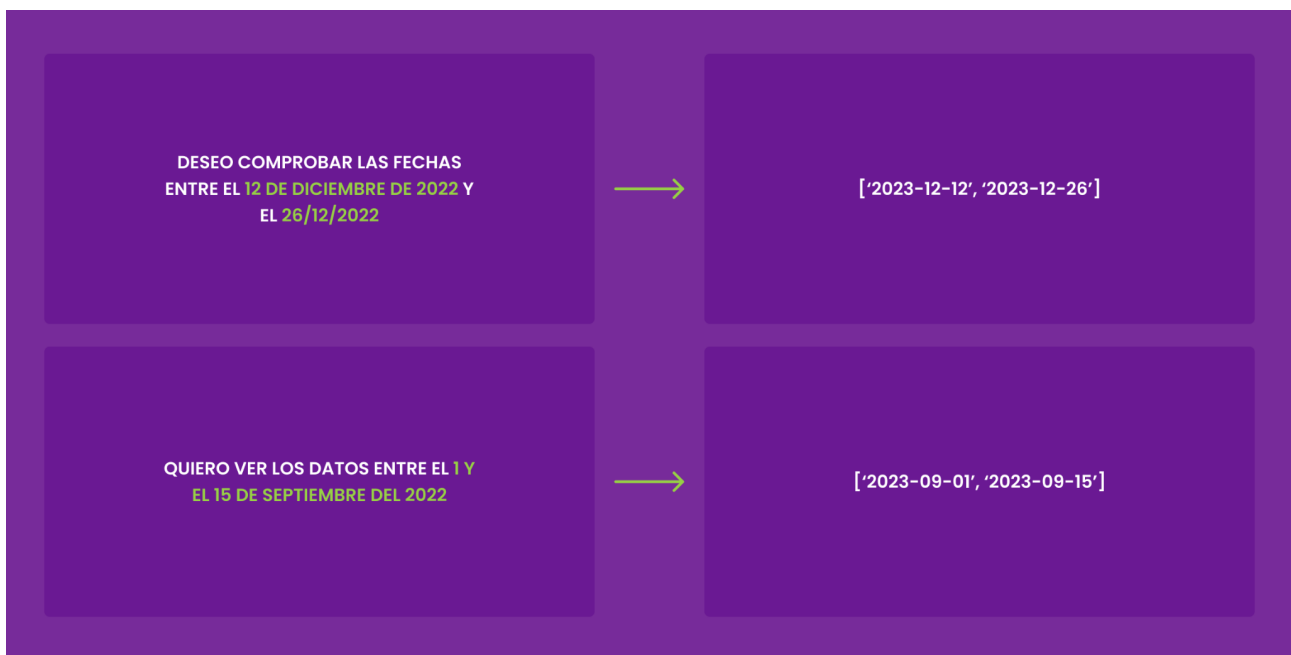 DESEO COMPROBAR LAS FECHAS
ENTRE EL 12 DE DICIEMBRE DE 2022 Y
EL 26/12/2022
[‘2023-12-12’, ‘2023-12-26’]
QUIERO VER LOS DATOS ENTRE EL 1 Y
EL 15 DE SEPTIEMBRE DEL 2022
[‘2023-09-01’, ‘2023-09-15’]